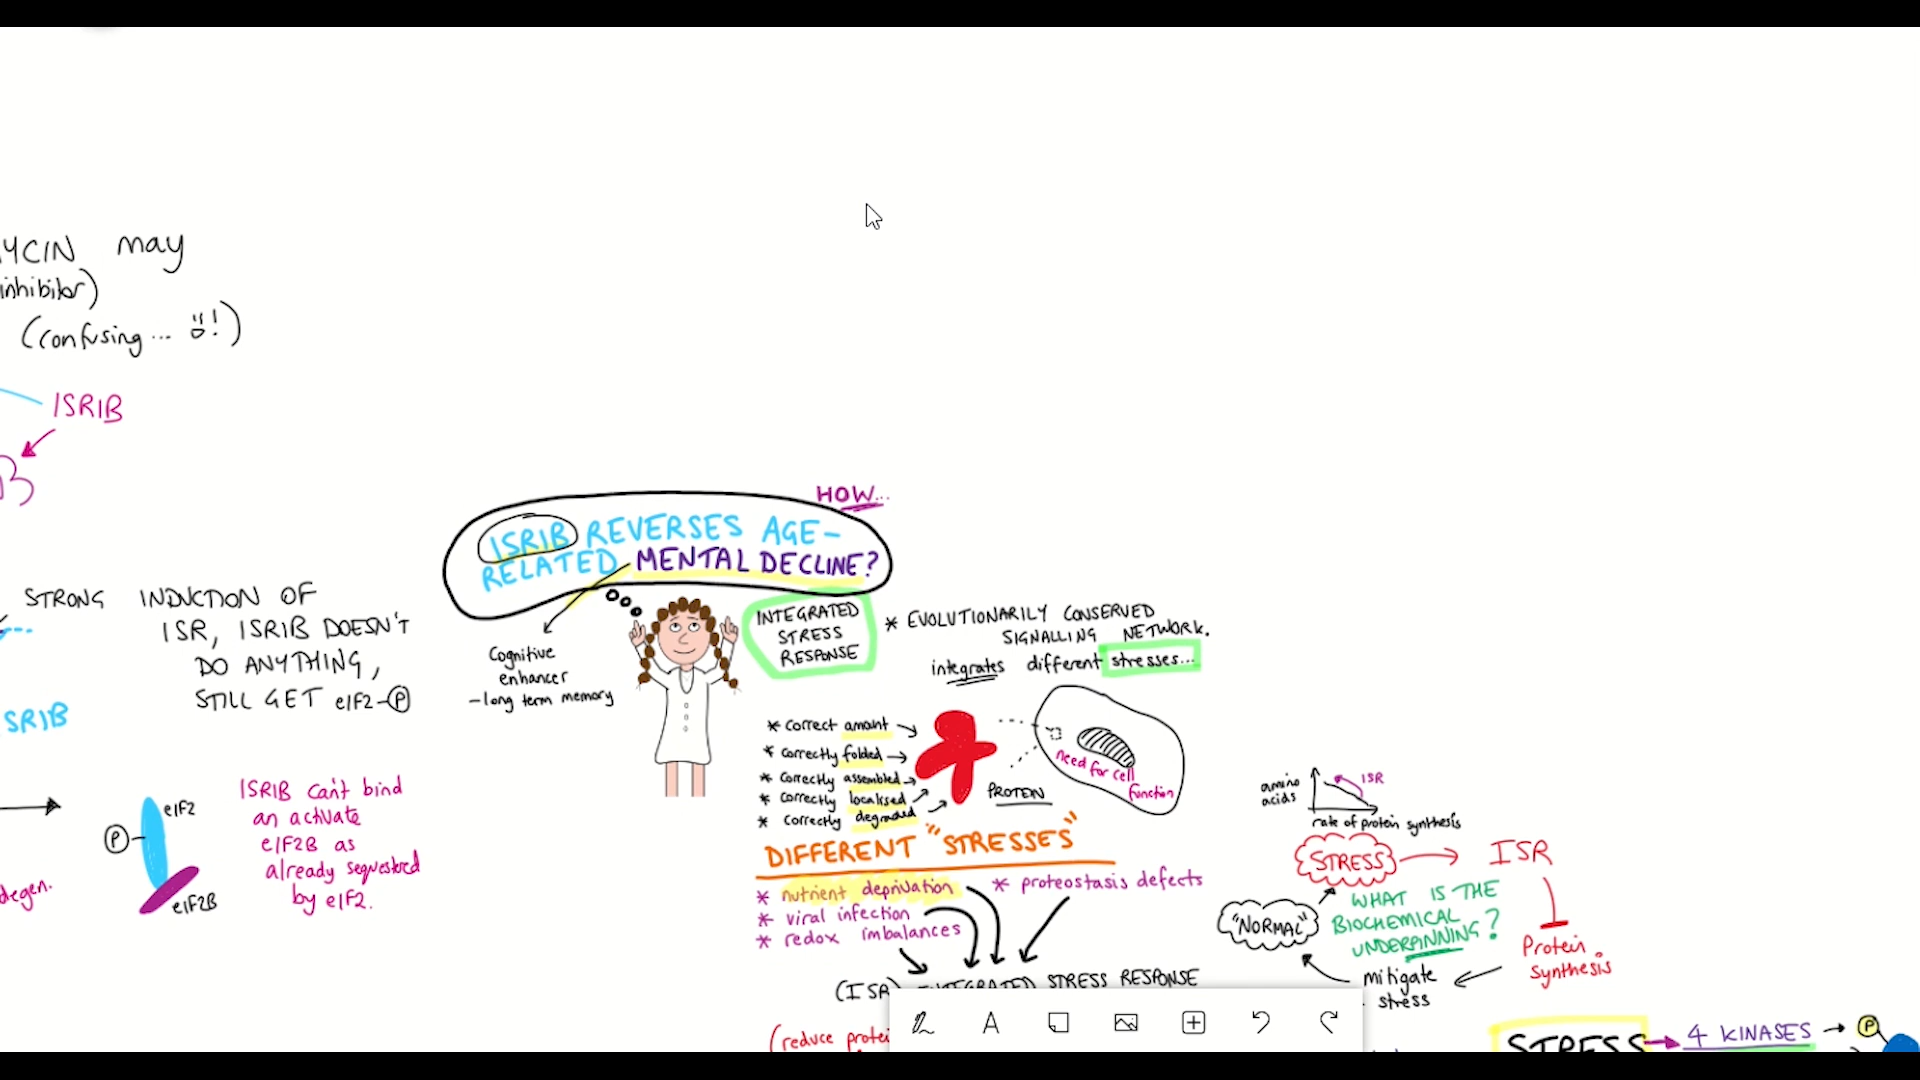 YCIN may
inhibitor)
(confusing...!)
ISRIB
B
STRONG INDUCTION OF
ISR, ISRIB DOESN'T
DO ANYTHING,
STILL GET eIF2-P
SRIB
eIF2
P
eIF2B
ISRIB can't bind
an activate
eIF2B as
already sequestored
by eIF2.
degen.
HOW...
ISRIB REVERSES AGE-
RELATED MENTAL DECLINE?
Cognitive
enhancer
- long term memory
INTEGRATED
STRESS
RESPONSE
* EVOLUTIONARILY CONSERVED
SIGNALLING NETWORK.
integrates different stresses...
* correct amount
* correctly folded
* correctly assembled
* correctly localised
* correctly degraded
PROTEIN
need for cell
function
DIFFERENT "STRESSES"
* nutrient deprivation
* viral infection
* redox imbalances
* proteostasis defects
(ISR) INTEGRATED STRESS RESPONSE
(reduce protei
amino
acids
ISR
rate of protein synthesis
STRESS
ISR
"NORMAL"
WHAT IS THE
BIOCHEMICAL
UNDERPINNING?
Protein
synthesis
mitigate
stress
STRESS
4 KINASES
P
A